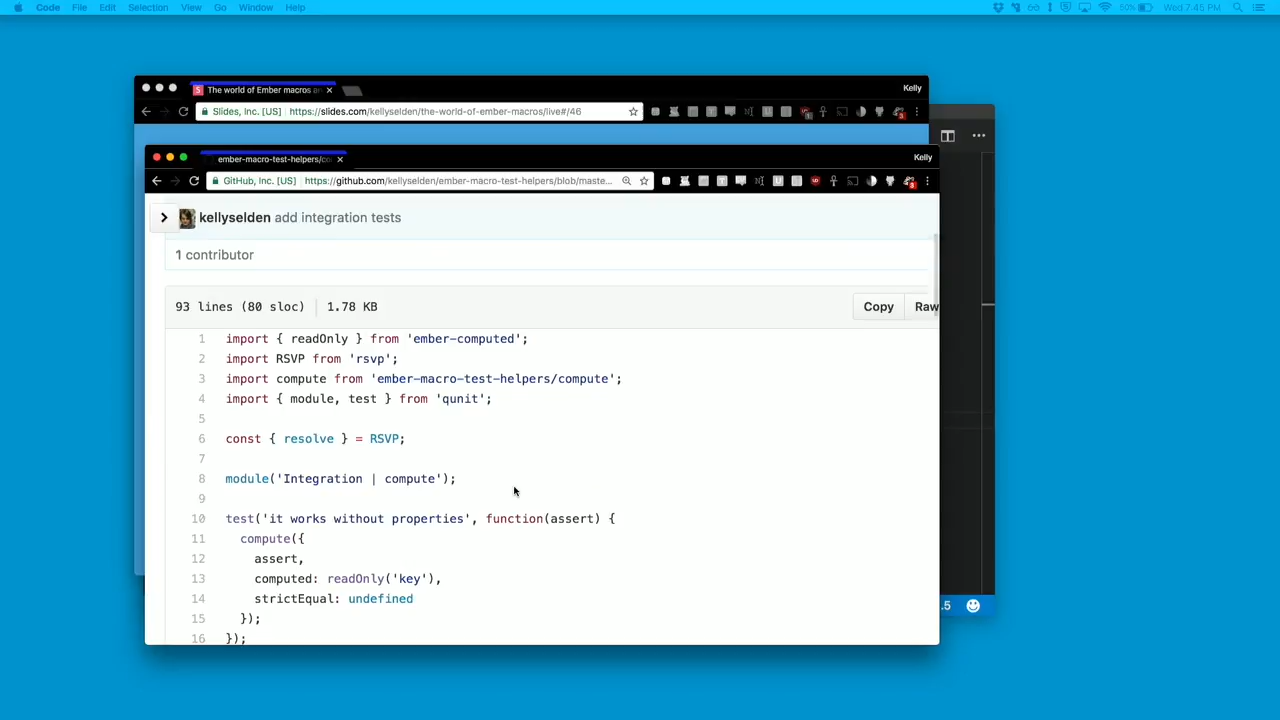 Code File Edit Selection View Go Window Help 50% Wed 7:45 PM
The world of Ember macros a
Kelly
Slides, Inc. [US] https://slides.com/kellyselden/the-world-of-ember-macros/live#/46
ember-macro-test-helpers/co
Kelly
GitHub, Inc. [US] https://github.com/kellyselden/ember-macro-test-helpers/blob/maste...
kellyselden add integration tests
1 contributor
93 lines (80 sloc) 1.78 KB Copy Raw
1 import { readOnly } from 'ember-computed';
2 import RSVP from 'rsvp';
3 import compute from 'ember-macro-test-helpers/compute';
4 import { module, test } from 'qunit';
5
6 const { resolve } = RSVP;
7
8 module('Integration | compute');
9
10 test('it works without properties', function(assert) {
11 compute({
12 assert,
13 computed: readOnly('key'),
14 strictEqual: undefined
15 });
16 });
.5